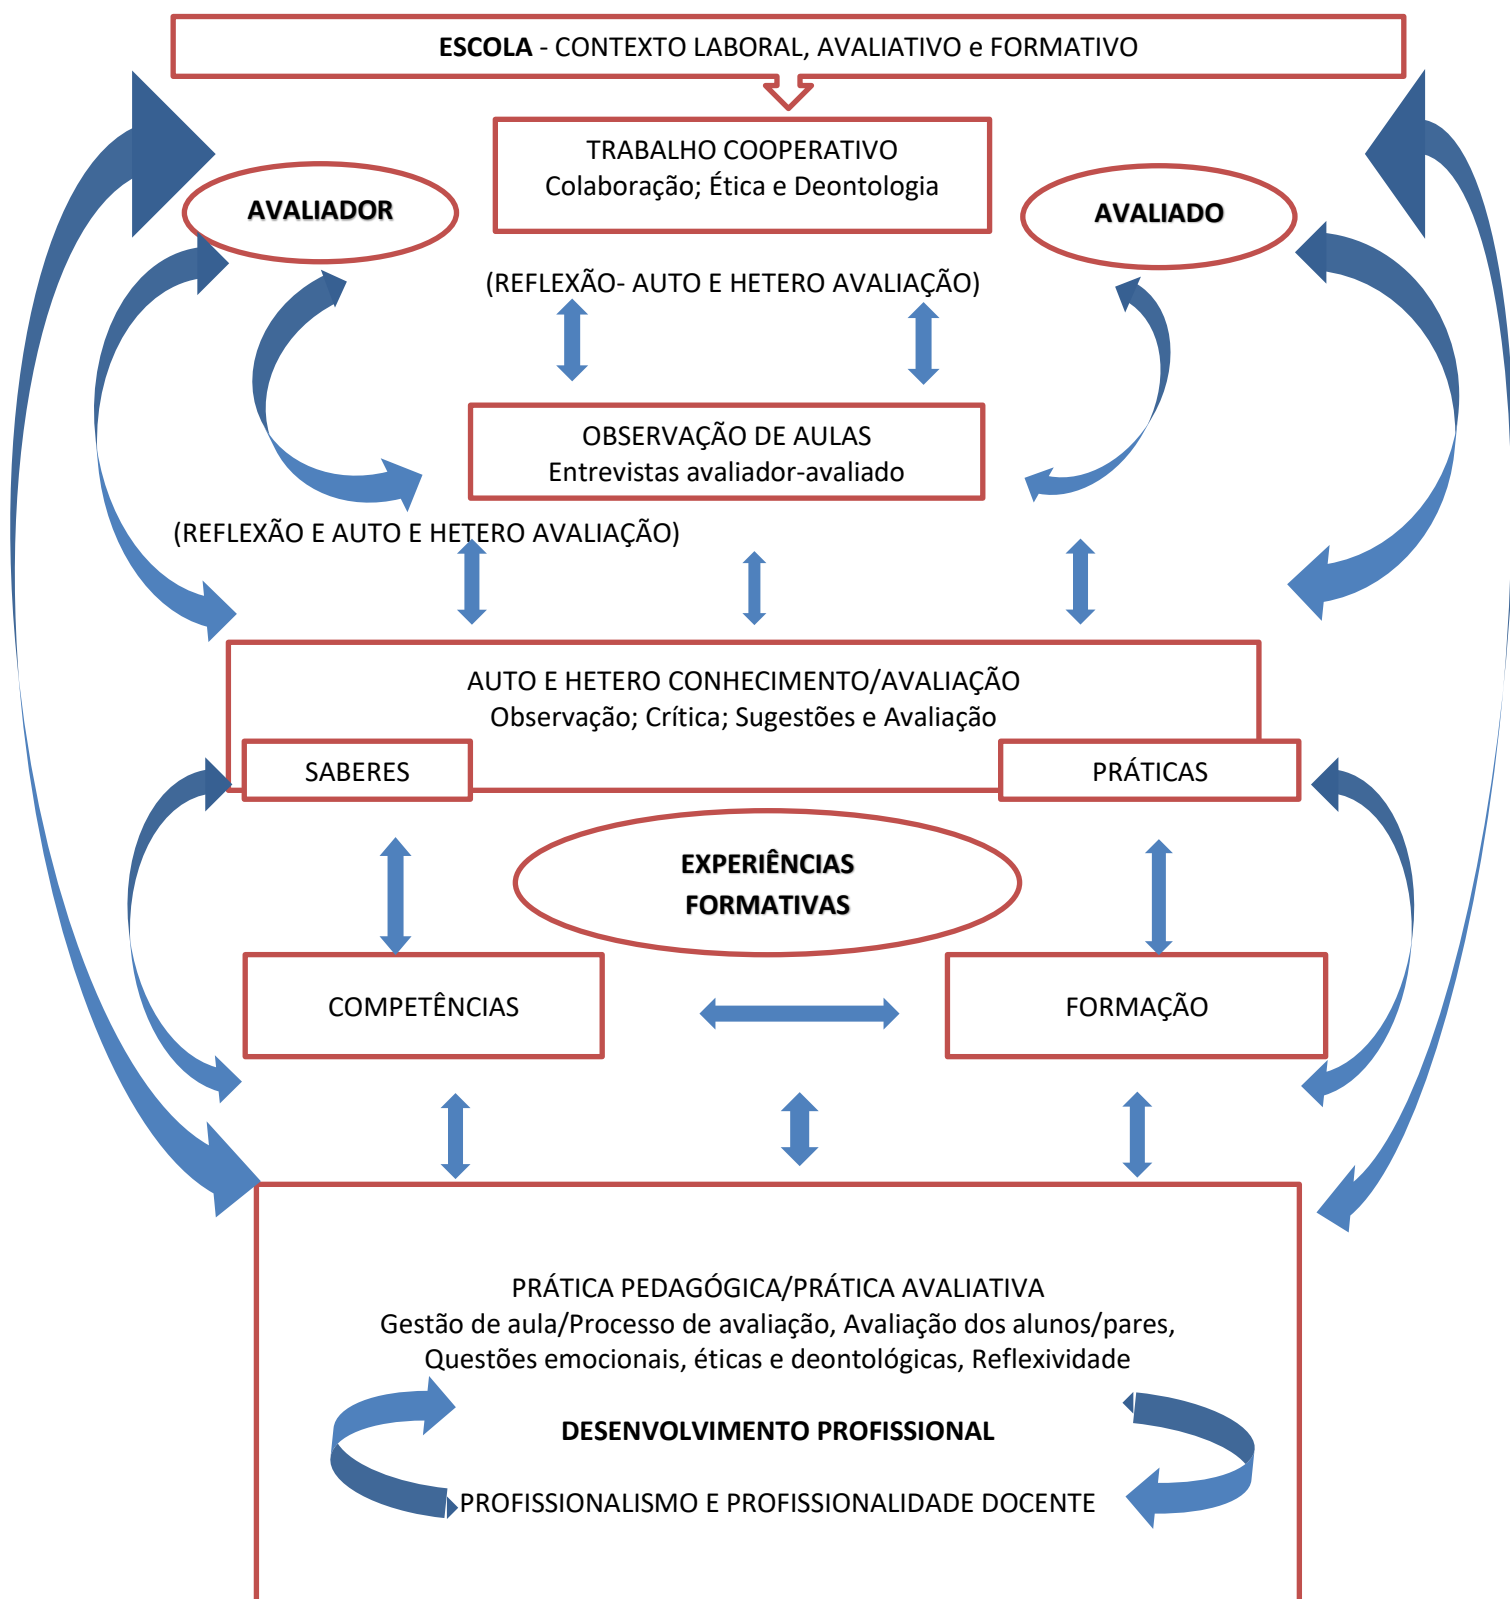 ESCOLA - CONTEXTO LABORAL, AVALIATIVO e FORMATIVO
TRABALHO COOPERATIVO
Colaboração; Ética e Deontologia
AVALIADOR
AVALIADO
(REFLEXÃO- AUTO E HETERO AVALIAÇÃO)
OBSERVAÇÃO DE AULAS
Entrevistas avaliador-avaliado
(REFLEXÃO E AUTO E HETERO AVALIAÇÃO)
AUTO E HETERO CONHECIMENTO/AVALIAÇÃO
Observação; Crítica; Sugestões e Avaliação
SABERES
PRÁTICAS
EXPERIÊNCIAS
FORMATIVAS
COMPETÊNCIAS
FORMAÇÃO
PRÁTICA PEDAGÓGICA/PRÁTICA AVALIATIVA
Gestão de aula/Processo de avaliação, Avaliação dos alunos/pares,
Questões emocionais, éticas e deontológicas, Reflexividade
DESENVOLVIMENTO PROFISSIONAL
PROFISSIONALISMO E PROFISSIONALIDADE DOCENTE